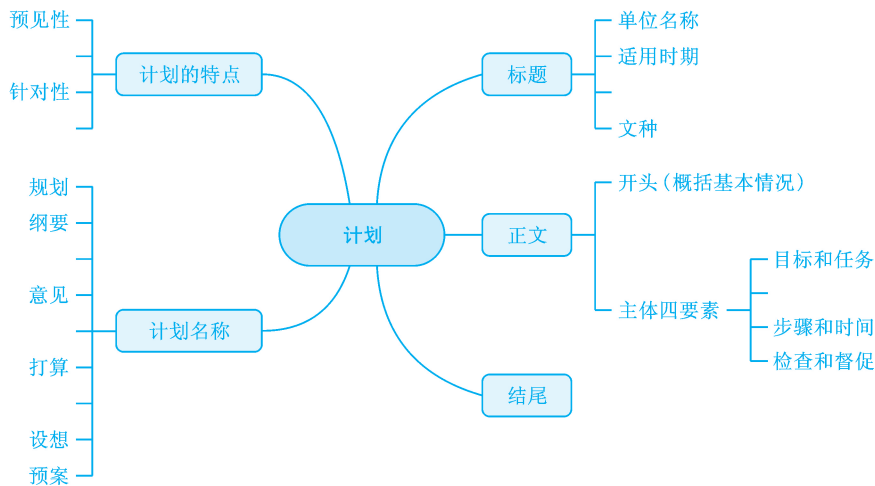 预见性
针对性
计划的特点
规划
纲要
意见
打算
设想
预案
计划名称
计划
标题
单位名称
适用时期
文种
正文
开头（概括基本情况）
主体四要素
目标和任务
步骤和时间
检查和督促
结尾